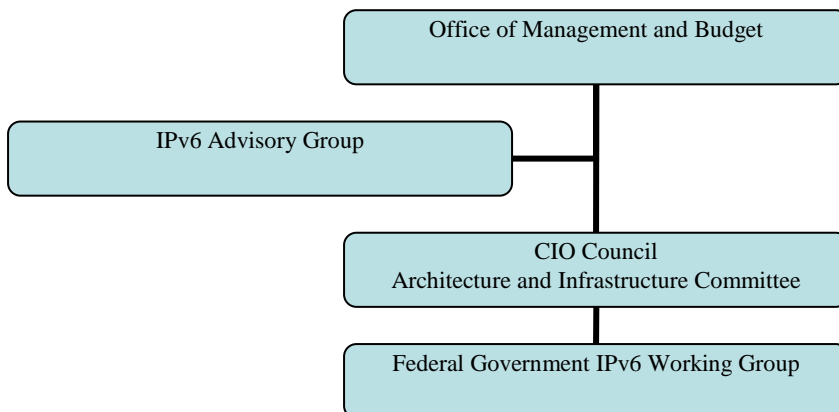 Office of Management and Budget
IPv6 Advisory Group
CIO Council
Architecture and Infrastructure Committee
Federal Government IPv6 Working Group